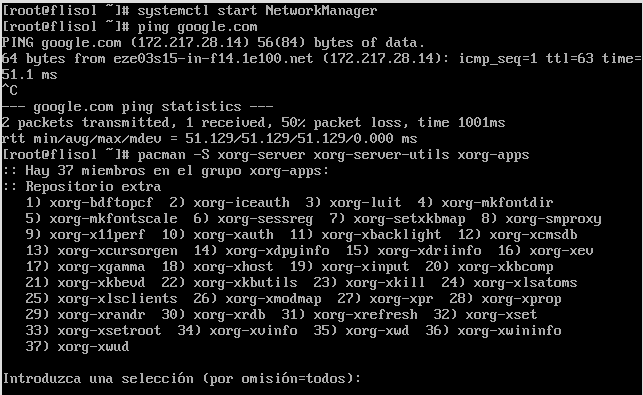 [root@flisol ~]# systemctl start NetworkManager
[root@flisol ~]# ping google.com
PING google.com (172.217.28.14) 56(84) bytes of data.
64 bytes from eze03s15-in-f14.1e100.net (172.217.28.14): icmp_seq=1 ttl=63 time=
51.1 ms
^C
--- google.com ping statistics ---
2 packets transmitted, 1 received, 50% packet loss, time 1001ms
rtt min/avg/max/mdev = 51.129/51.129/51.129/0.000 ms
[root@flisol ~]# pacman -S xorg-server xorg-server-utils xorg-apps
:: Hay 37 miembros en el grupo xorg-apps:
:: Repositorio extra
1) xorg-bdftopcf 2) xorg-iceauth 3) xorg-luit 4) xorg-mkfontdir
5) xorg-mkfontscale 6) xorg-sessreg 7) xorg-setxkbmap 8) xorg-smproxy
9) xorg-x11perf 10) xorg-xauth 11) xorg-xbacklight 12) xorg-xcmsdb
13) xorg-xcursorgen 14) xorg-xdpyinfo 15) xorg-xdriinfo 16) xorg-xev
17) xorg-xgamma 18) xorg-xhost 19) xorg-xinput 20) xorg-xkbcomp
21) xorg-xkbevd 22) xorg-xkbutils 23) xorg-xkill 24) xorg-xlsatoms
25) xorg-xlsclients 26) xorg-xmodmap 27) xorg-xpr 28) xorg-xprop
29) xorg-xrandr 30) xorg-xrdb 31) xorg-xrefresh 32) xorg-xset
33) xorg-xsetroot 34) xorg-xvinfo 35) xorg-xwd 36) xorg-xwininfo
37) xorg-xwud
Introduzca una selección (por omisión=todos):